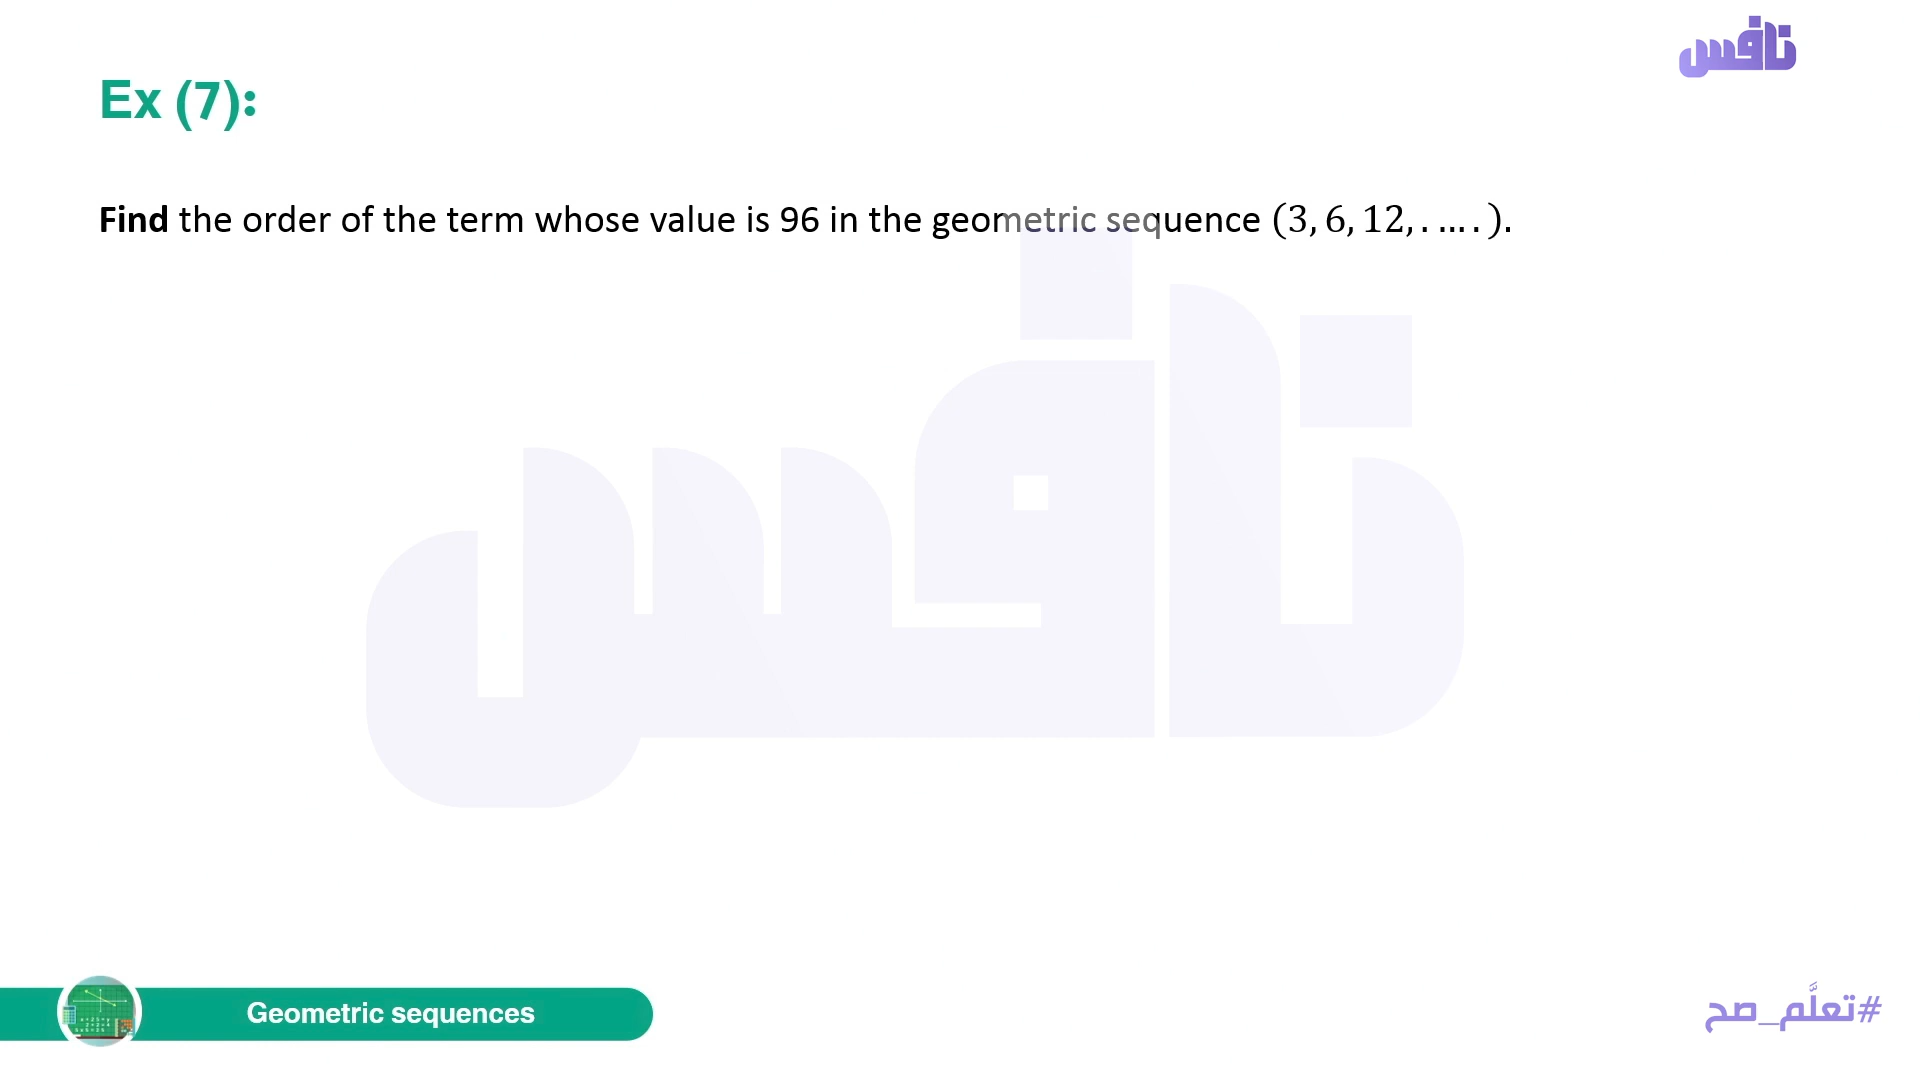 نافس
Ex (7):
Find the order of the term whose value is 96 in the geometric sequence (3, 6, 12, . … . ).
نافس
Geometric sequences
#تعلَّم_صح